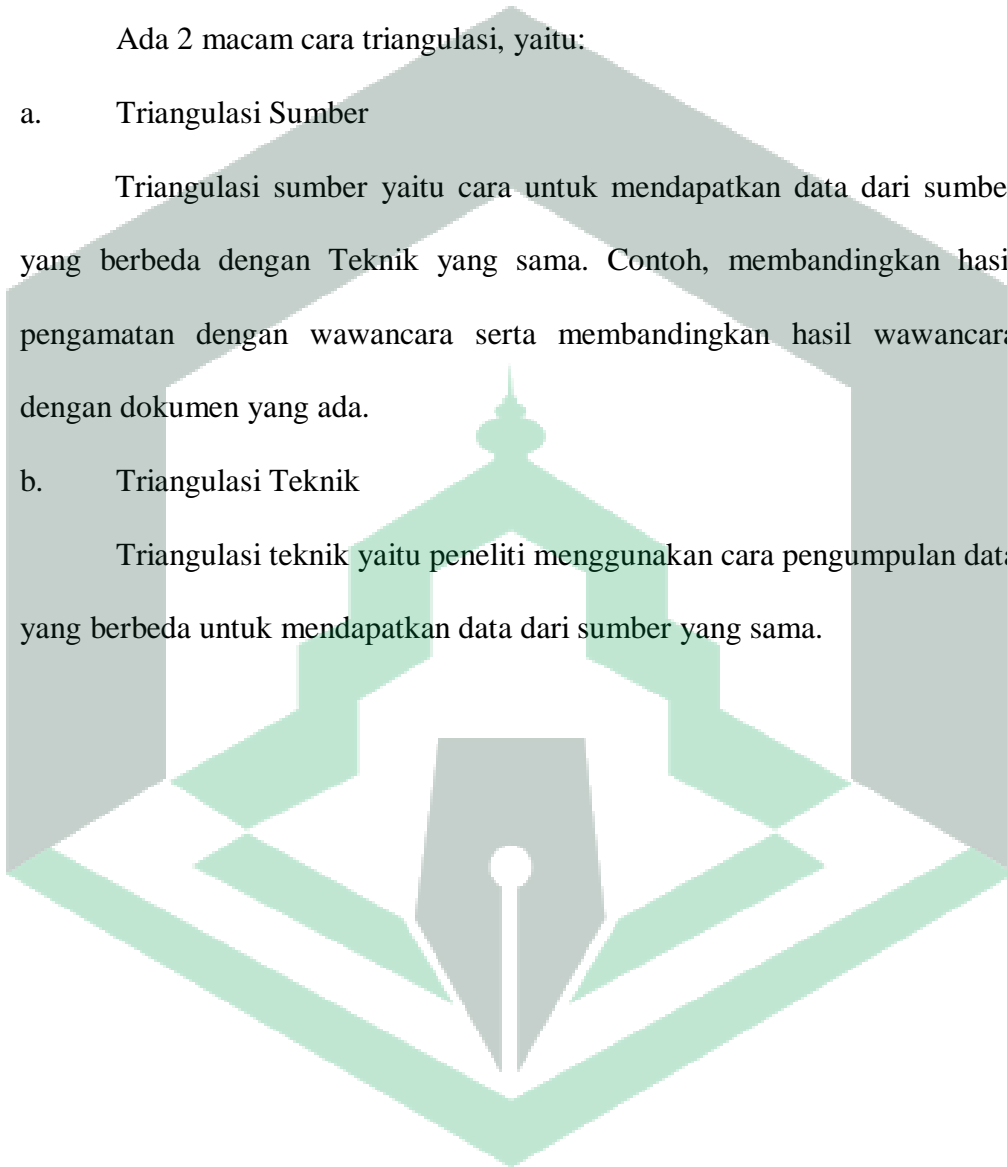 Ada 2 macam cara triangulasi, yaitu:
a. Triangulasi Sumber
Triangulasi sumber yaitu cara untuk mendapatkan data dari sumbe
yang berbeda dengan Teknik yang sama. Contoh, membandingkan hasi
pengamatan dengan wawancara serta membandingkan hasil wawancara
dengan dokumen yang ada.
b. Triangulasi Teknik
Triangulasi teknik yaitu peneliti menggunakan cara pengumpulan data
yang berbeda untuk mendapatkan data dari sumber yang sama.